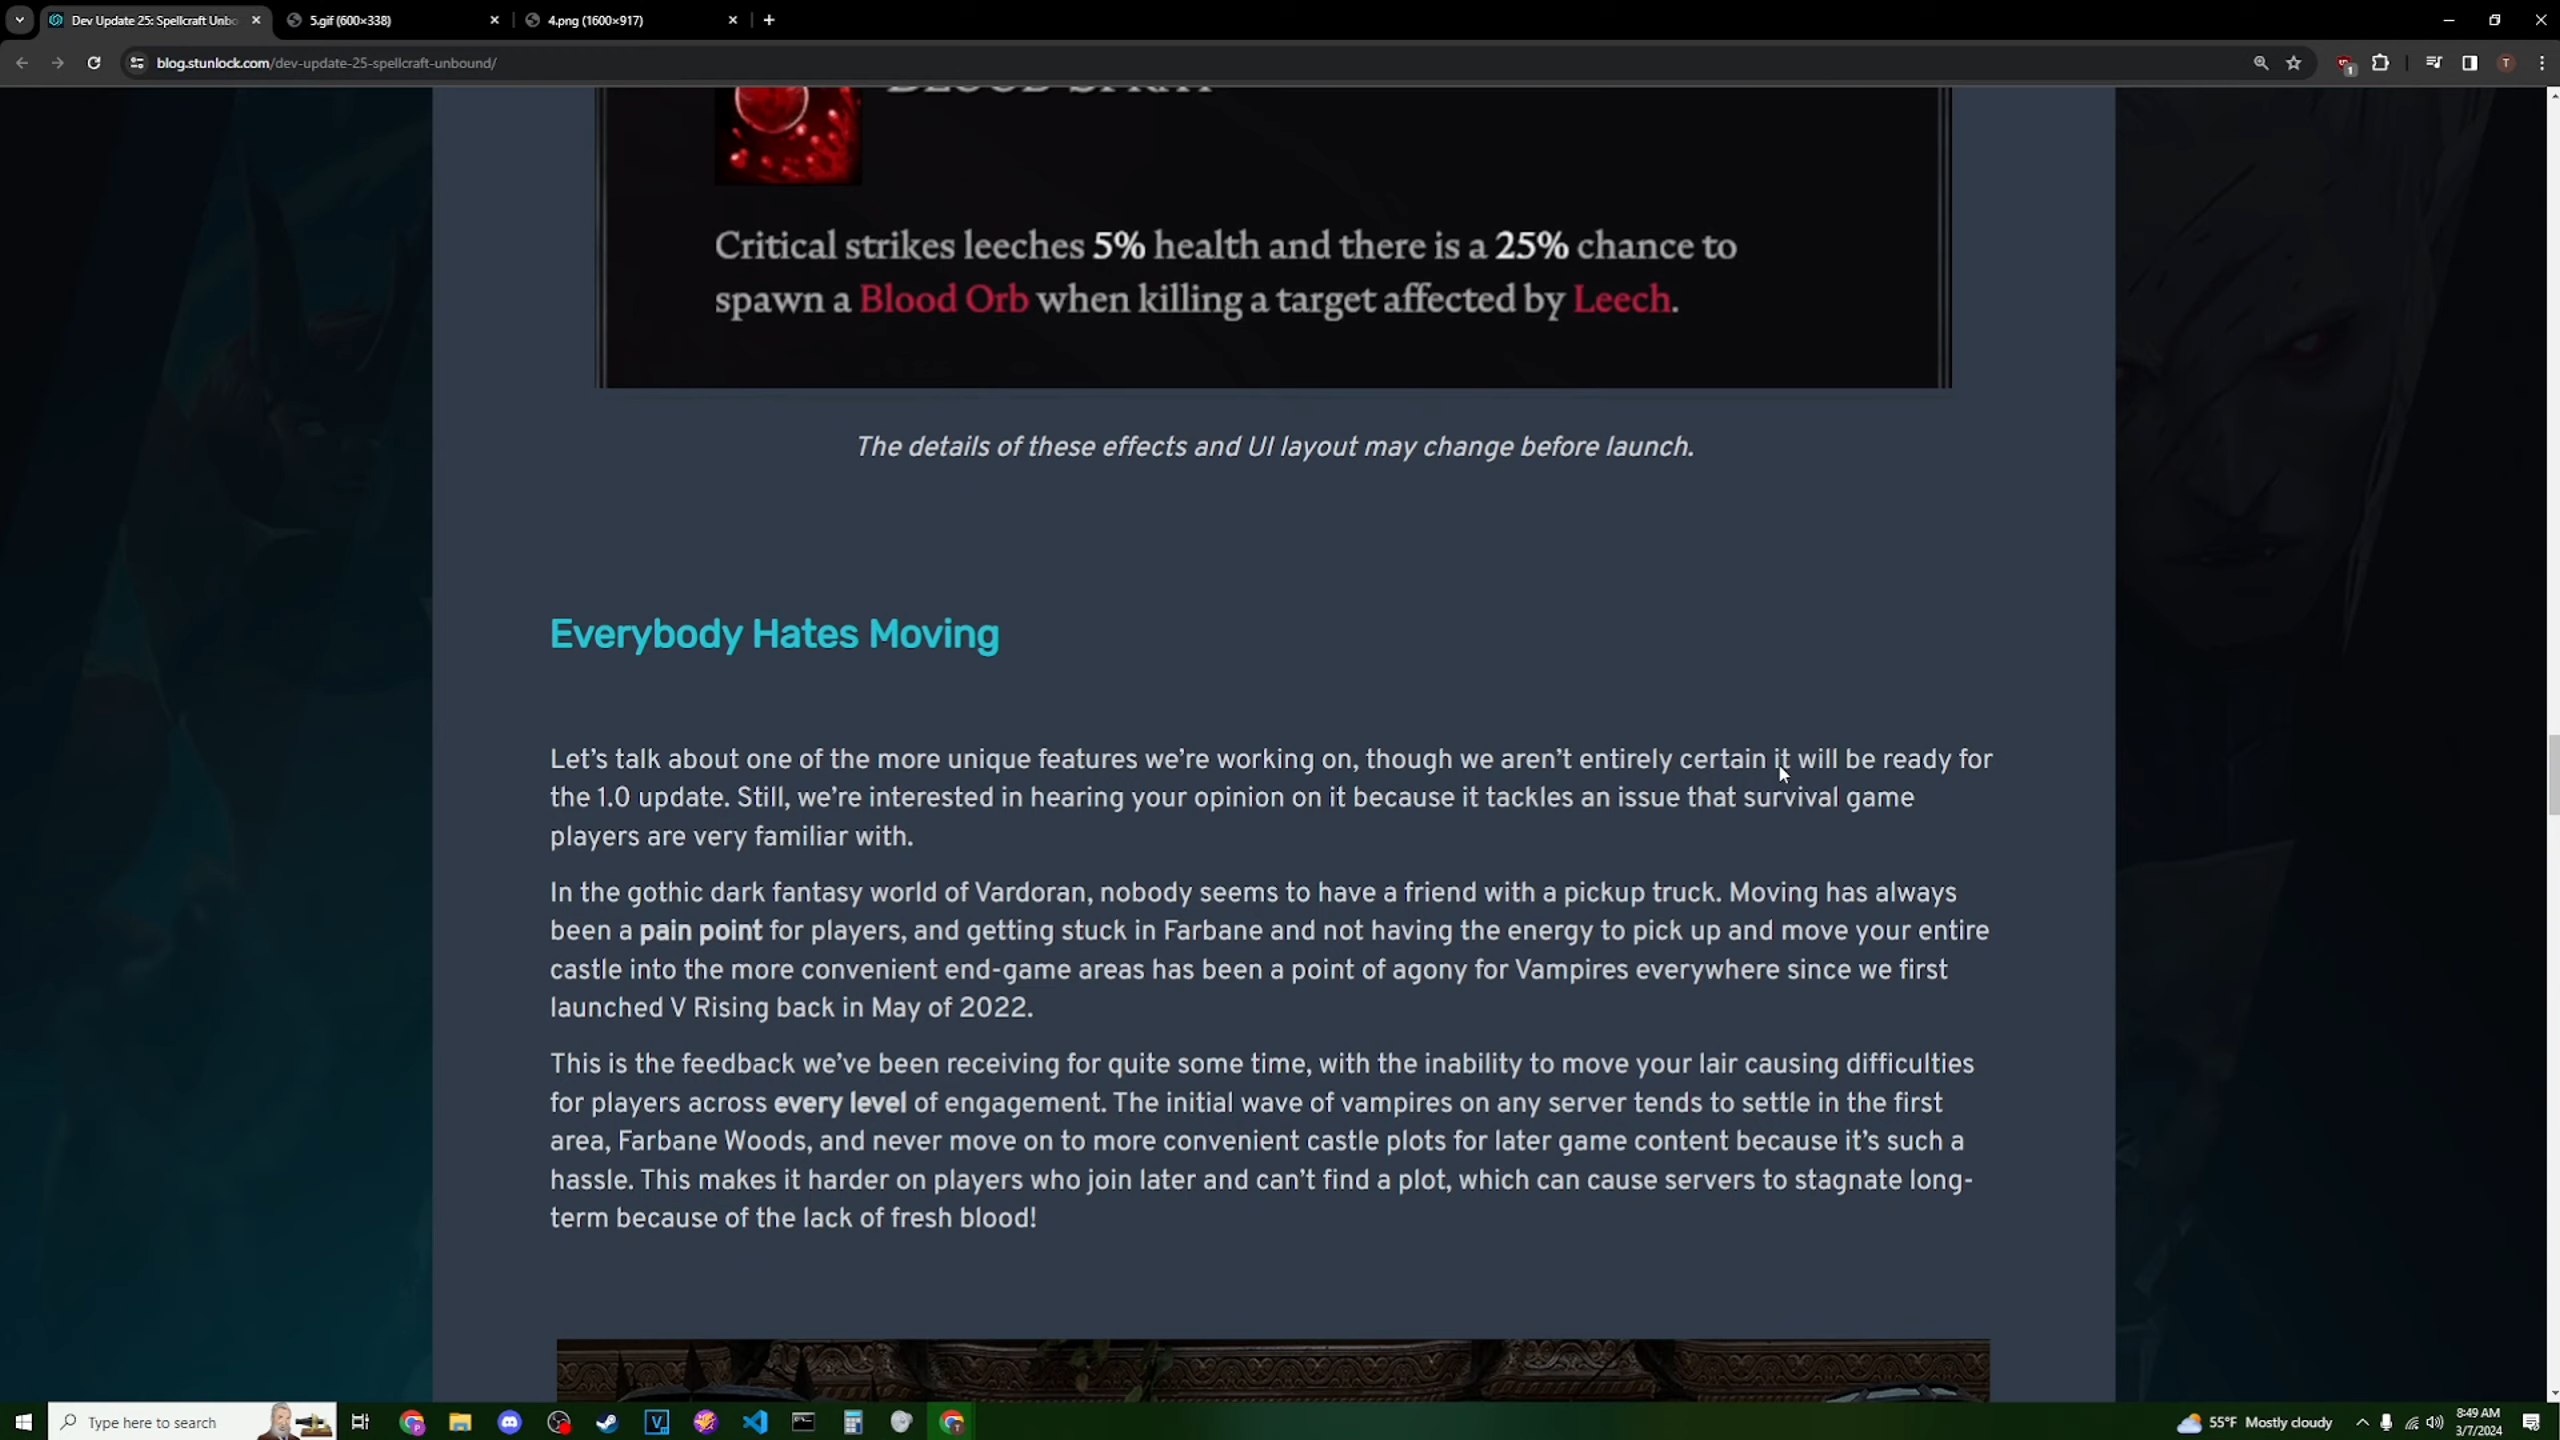 Dev Update 25: Spellcraft Unbo
5.gif (600×338)
4.png (1600×917)
blog.stunlock.com/dev-update-25-spellcraft-unbound/
1
T
BLOOD SPRAY
Critical strikes leeches 5% health and there is a 25% chance to
spawn a Blood Orb when killing a target affected by Leech.
The details of these effects and UI layout may change before launch.
Everybody Hates Moving
Let's talk about one of the more unique features we're working on, though we aren't entirely certain it will be ready for
the 1.0 update. Still, we're interested in hearing your opinion on it because it tackles an issue that survival game
players are very familiar with.
In the gothic dark fantasy world of Vardoran, nobody seems to have a friend with a pickup truck. Moving has always
been a pain point for players, and getting stuck in Farbane and not having the energy to pick up and move your entire
castle into the more convenient end-game areas has been a point of agony for Vampires everywhere since we first
launched V Rising back in May of 2022.
This is the feedback we've been receiving for quite some time, with the inability to move your lair causing difficulties
for players across every level of engagement. The initial wave of vampires on any server tends to settle in the first
area, Farbane Woods, and never move on to more convenient castle plots for later game content because it's such a
hassle. This makes it harder on players who join later and can't find a plot, which can cause servers to stagnate long-
term because of the lack of fresh blood!
Type here to search
55°F Mostly cloudy
8:49 AM
3/7/2024